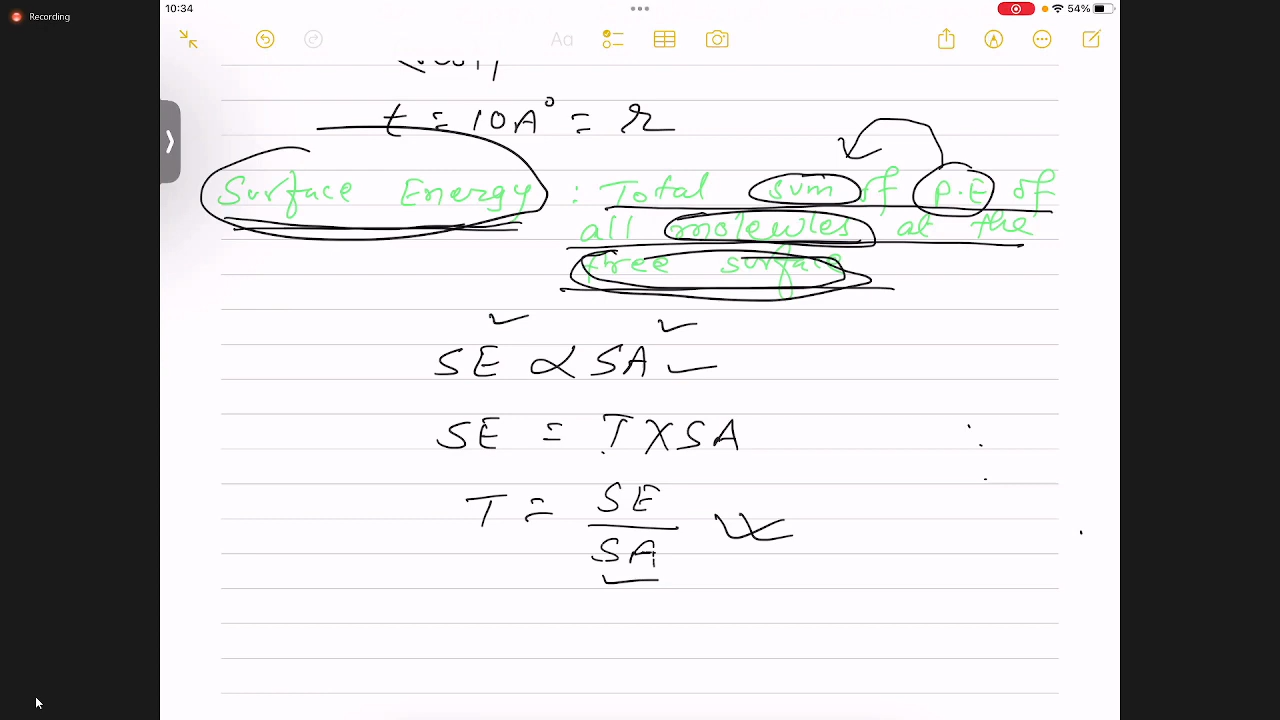 Recording
10:34
54%
Aa
t = 10A° = r
Surface Energy : Total sum of P.E of
all molecules at the
free surface
SE ∝ SA
SE = T X SA
T = SE
SA